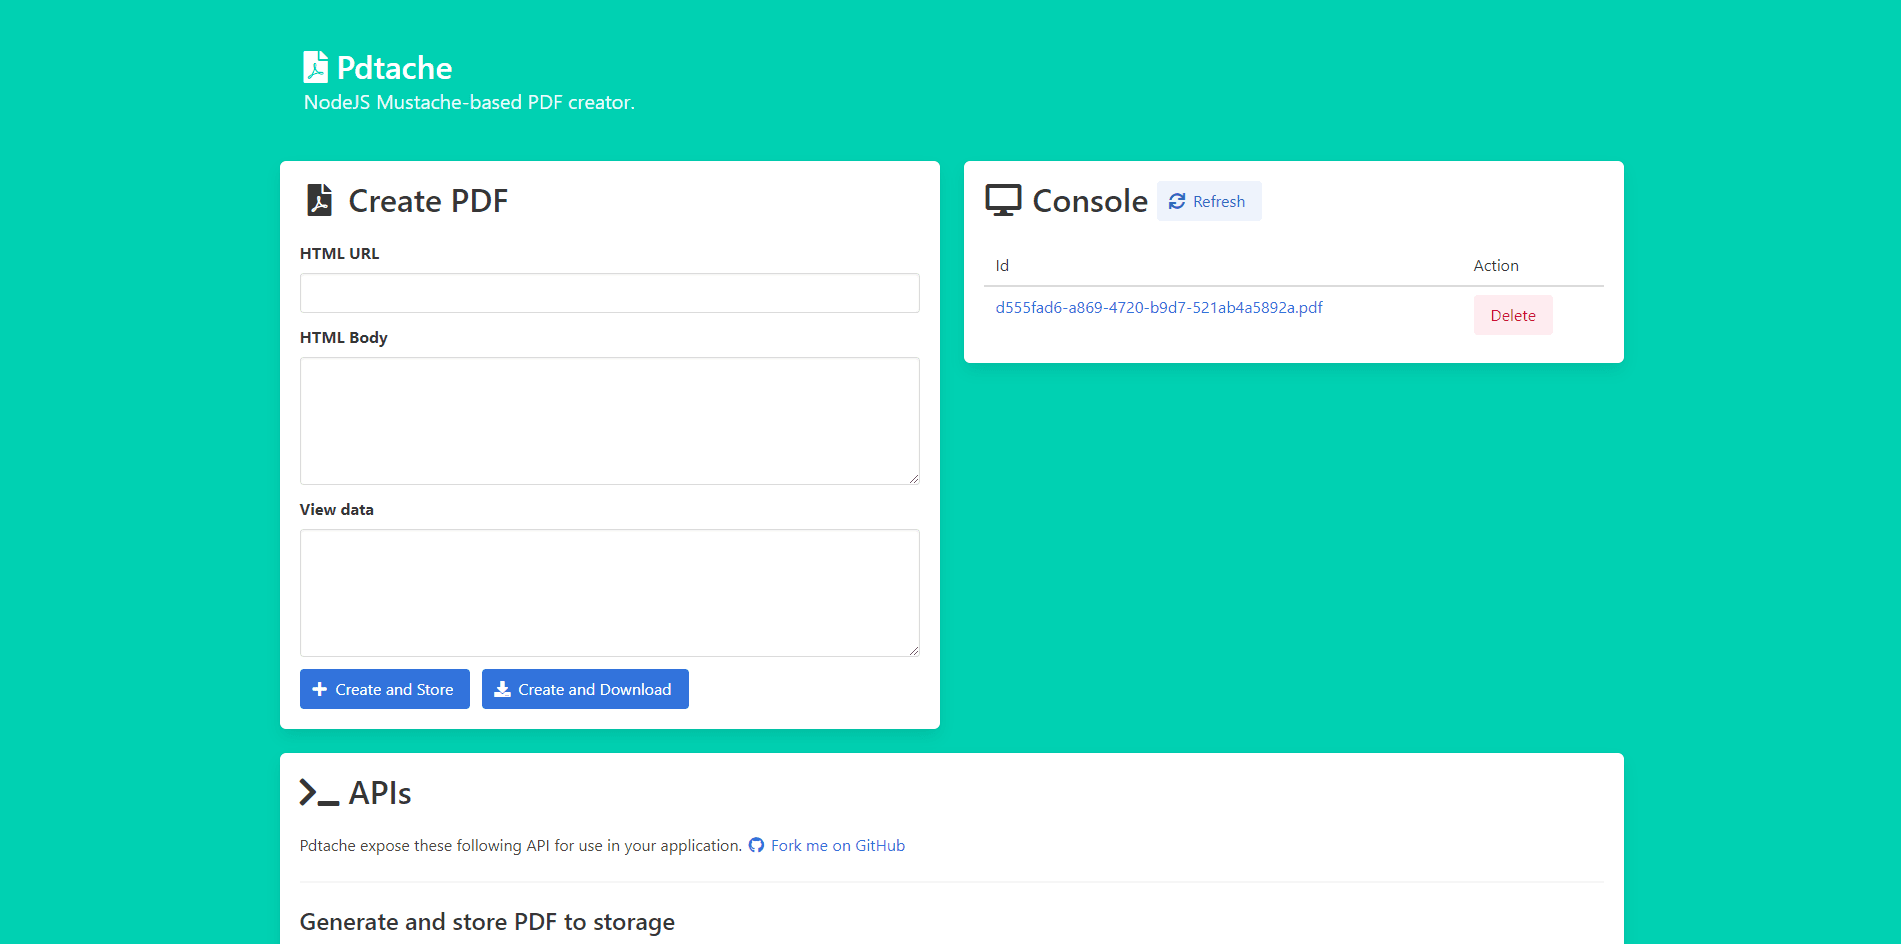 Pdtache
NodeJS Mustache-based PDF creator.
Create PDF
HTML URL
HTML Body
View data
Create and Store
Create and Download
Console
Refresh
Id
Action
d555fad6-a869-4720-b9d7-521ab4a5892a.pdf
Delete
APIs
Pdtache expose these following API for use in your application. Fork me on GitHub
Generate and store PDF to storage